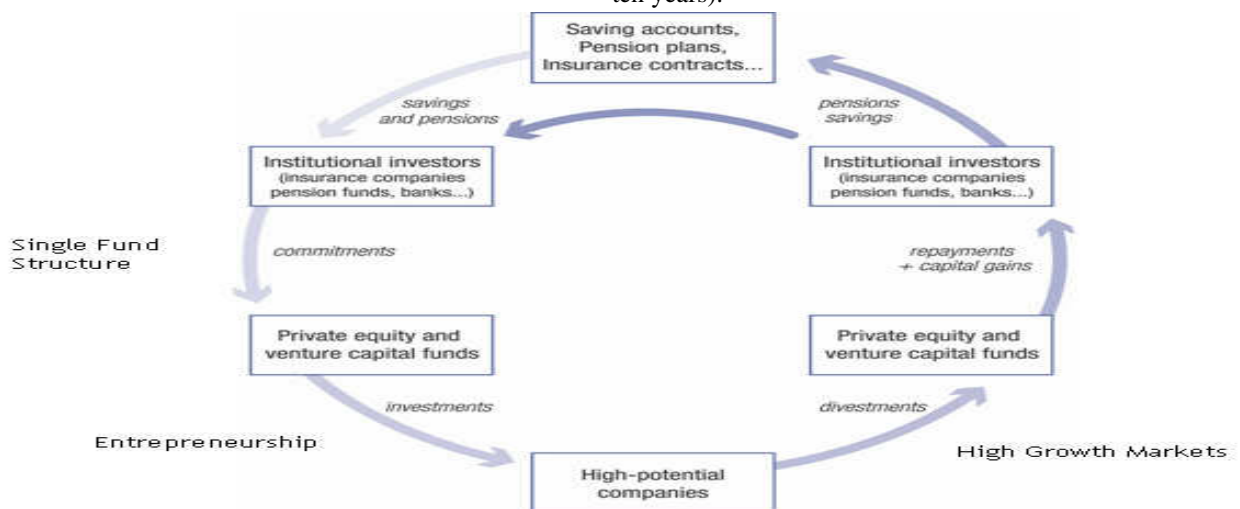 ten years).
Saving accounts,
Pension plans,
Insurance contracts...
savings
and pensions
pensions
savings
Institutional investors
(insurance companies
pension funds, banks...)
Institutional investors
(insurance companies
pension funds, banks...)
Single Fund
Structure
commitments
repayments
+ capital gains
Private equity and
venture capital funds
Private equity and
venture capital funds
investments
divestments
Entrepreneurship
High Growth Markets
High-potential
companies